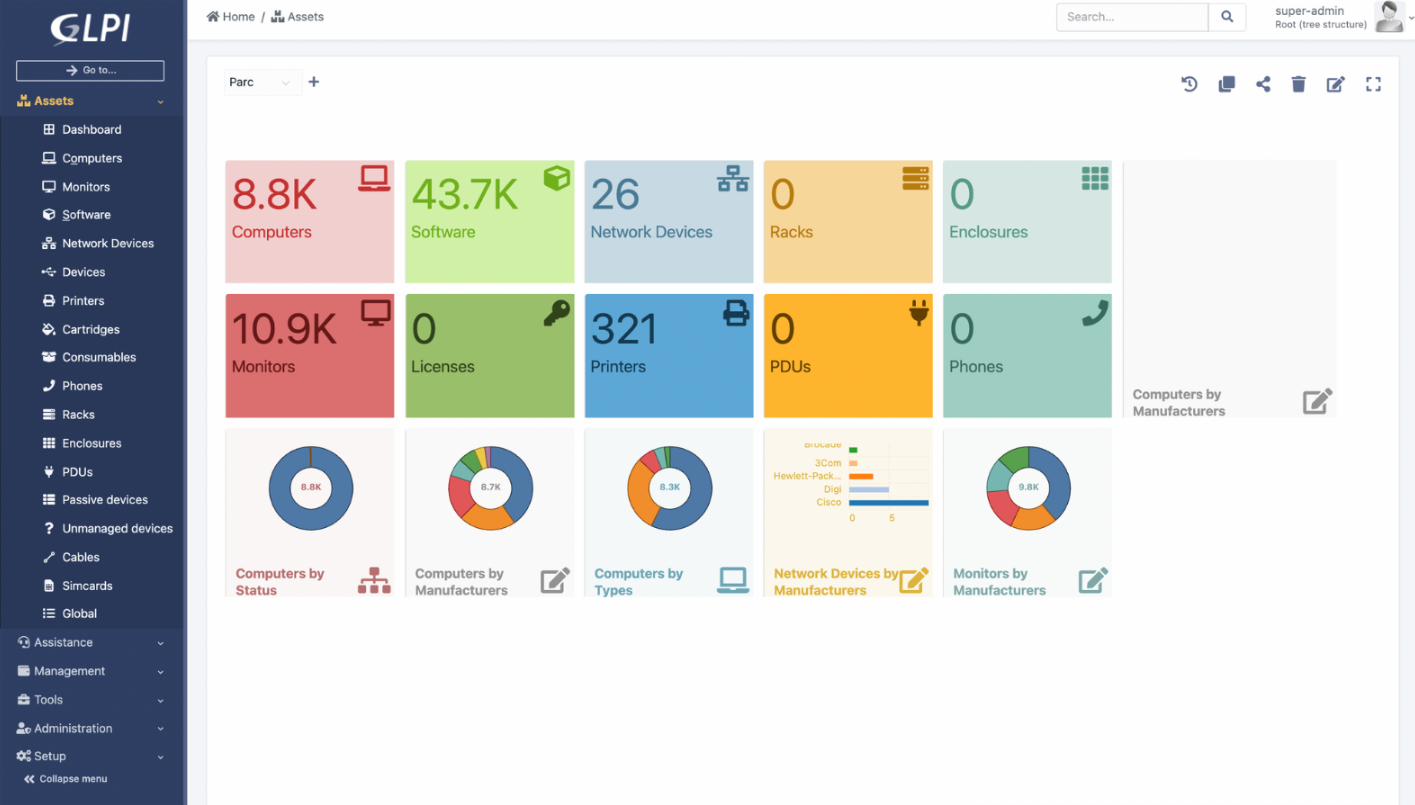 GLPI
Go to...
Assets
Dashboard
Computers
Monitors
Software
Network Devices
Devices
Printers
Cartridges
Consumables
Phones
Racks
Enclosures
PDUs
Passive devices
Unmanaged devices
Cables
Simcards
Global
Assistance
Management
Tools
Administration
Setup
Collapse menu
Home / Assets
Search...
super-admin
Root (tree structure)
Parc
8.8K
Computers
43.7K
Software
26
Network Devices
0
Racks
0
Enclosures
10.9K
Monitors
0
Licenses
321
Printers
0
PDUs
0
Phones
Computers by
Manufacturers
8.8K
Computers by
Status
8.7K
Computers by
Manufacturers
8.3K
Computers by
Types
Brocade
3Com
Hewlett-Pack...
Digi
Cisco
0 5
Network Devices by
Manufacturers
9.8K
Monitors by
Manufacturers